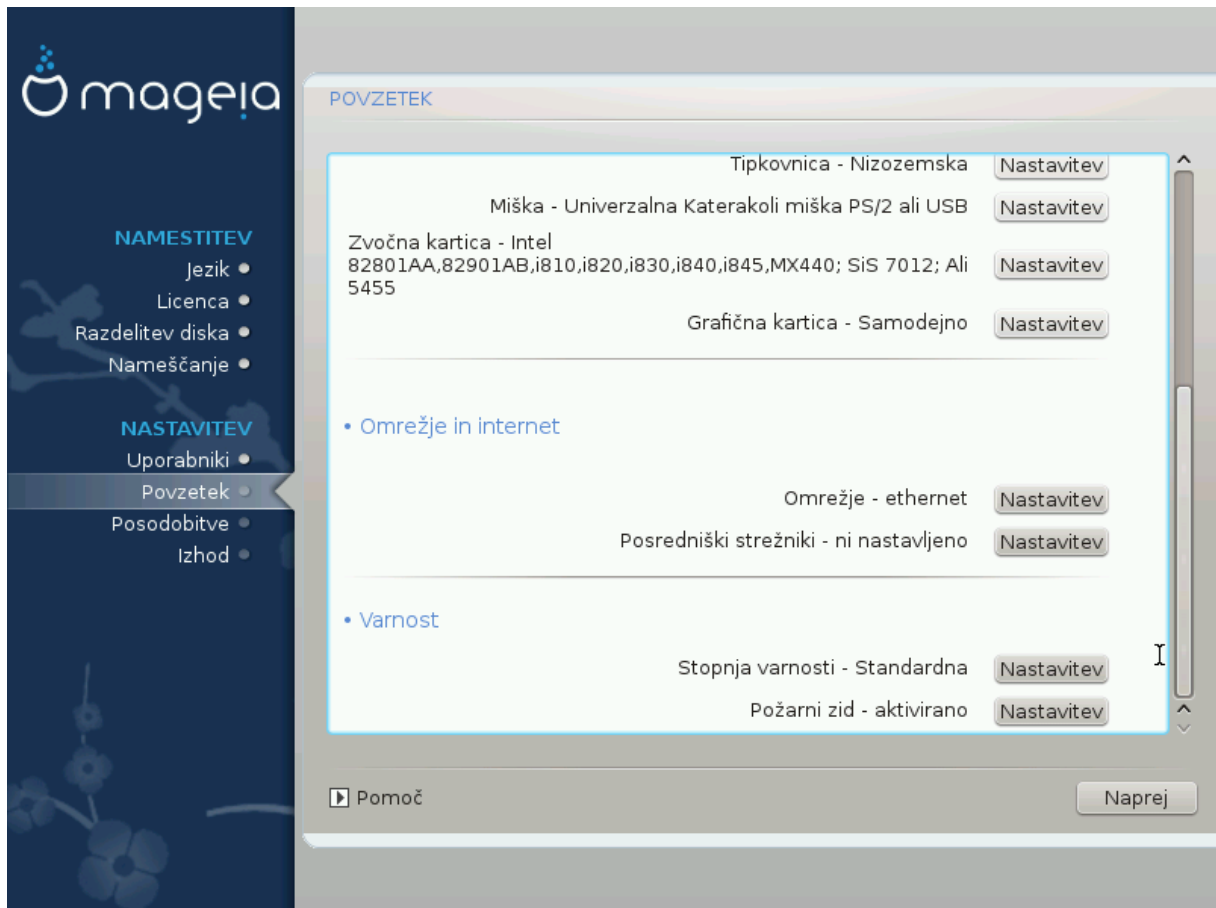 mageia
NAMESTITEV
Jezik
Licenca
Razdelitev diska
Nameščanje
NASTAVITEV
Uporabniki
Povzetek
Posodobitve
Izhod
POVZETEK
Tipkovnica - Nizozemska Nastavitev
Miška - Univerzalna Katerakoli miška PS/2 ali USB Nastavitev
Zvočna kartica - Intel
82801AA,82901AB,i810,i820,i830,i840,i845,MX440; SiS 7012; Ali Nastavitev
5455
Grafična kartica - Samodejno Nastavitev
• Omrežje in internet
Omrežje - ethernet Nastavitev
Posredniški strežniki - ni nastavljeno Nastavitev
• Varnost
Stopnja varnosti - Standardna Nastavitev
Požarni zid - aktivirano Nastavitev
Pomoč Naprej